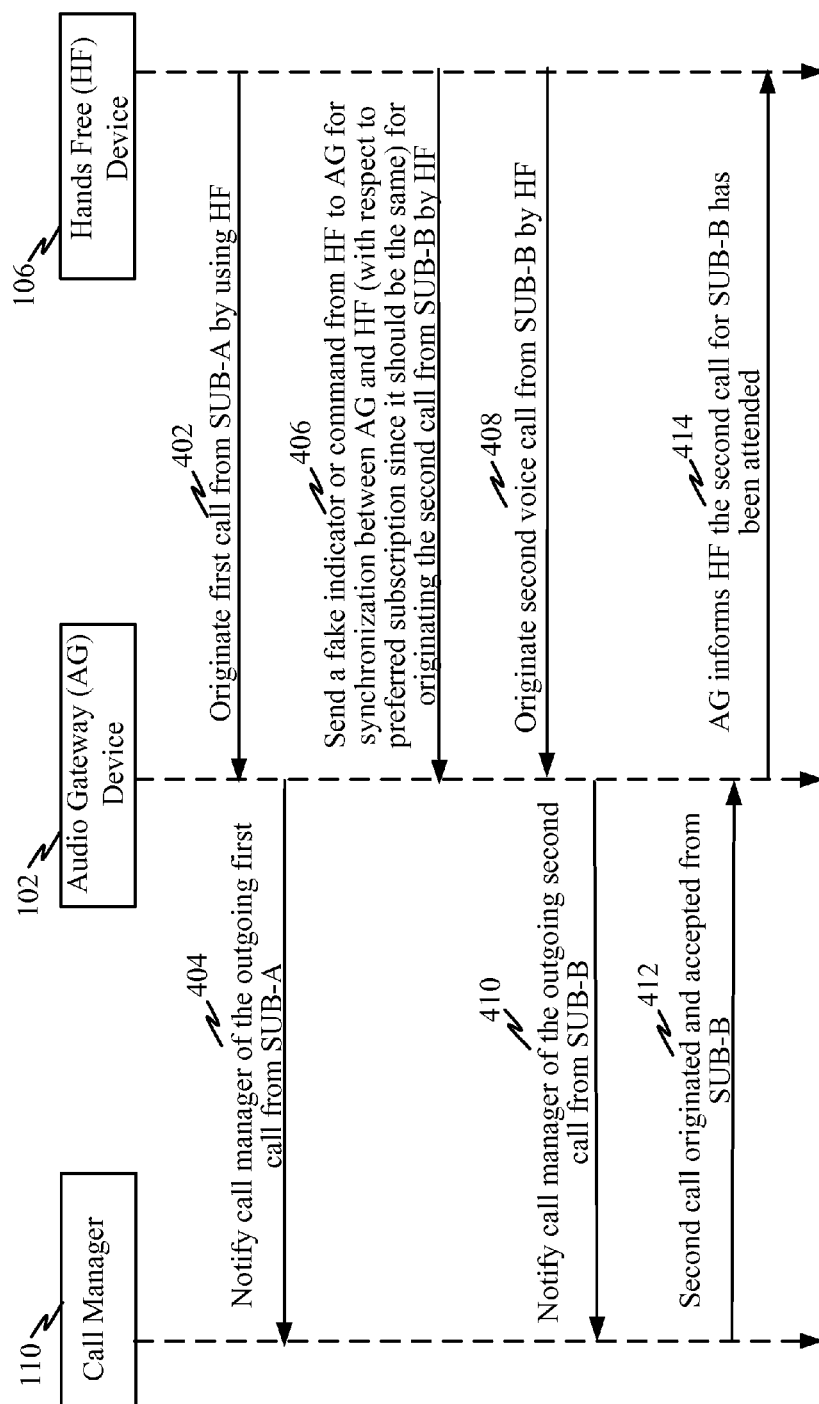 110
Call Manager
102
Audio Gateway (AG)
Device
106
Hands Free (HF)
Device
402
Originate first call from SUB-A by using HF
404
Notify call manager of the outgoing first
call from SUB-A
406
Send a fake indicator or command from HF to AG for
synchronization between AG and HF (with respect to
preferred subscription since it should be the same) for
originating the second call from SUB-B by HF
408
Originate second voice call from SUB-B by HF
410
Notify call manager of the outgoing second
call from SUB-B
412
Second call originated and accepted from
SUB-B
414
AG informs HF the second call for SUB-B has
been attended